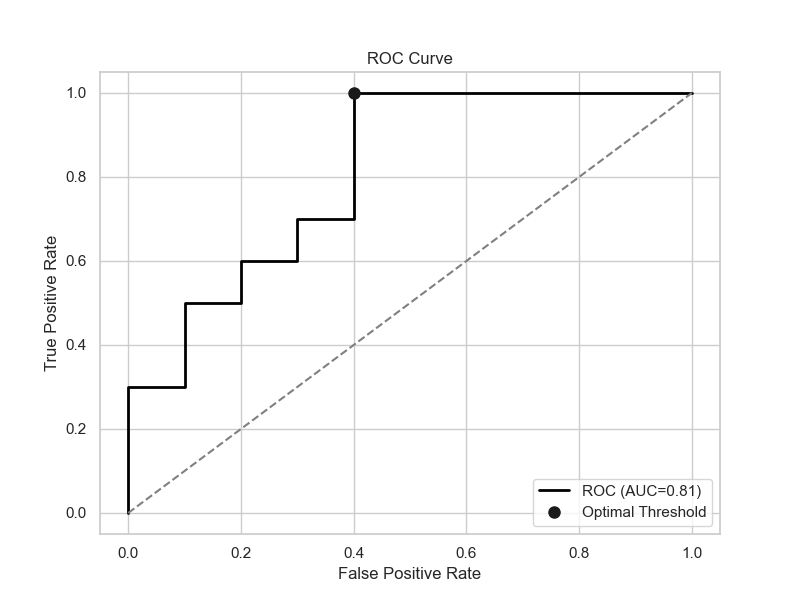 ROC Curve
True Positive Rate
1.0
0.8
0.6
0.4
0.2
0.0
0.0 0.2 0.4 0.6 0.8 1.0
False Positive Rate
ROC (AUC=0.81)
Optimal Threshold